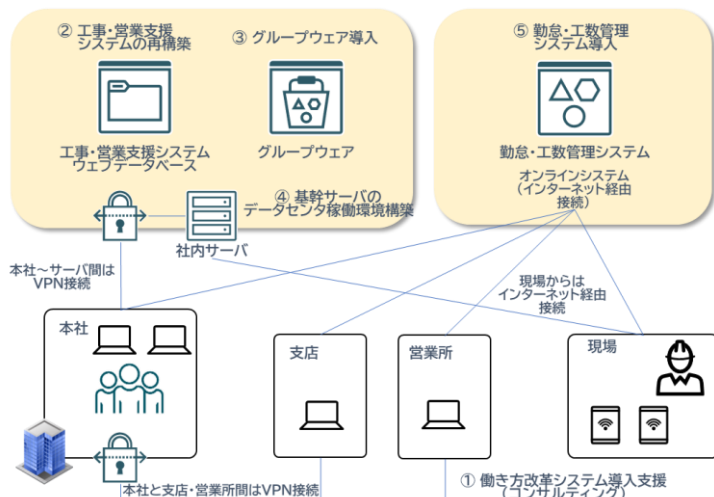 ② 工事・営業支援
システムの再構築
③ グループウェア導入
工事・営業支援システム
ウェブデータベース
グループウェア
④ 基幹サーバの
データセンタ稼働環境構築
社内サーバ
⑤ 勤怠・工数管理
システム導入
勤怠・工数管理システム
オンラインシステム
(インターネット経由
接続)
本社～サーバ間は
VPN接続
現場からは
インターネット経由
接続
本社
支店
営業所
現場
本社と支店・営業所間はVPN接続
① 働き方改革システム導入支援
(コンサルティング)